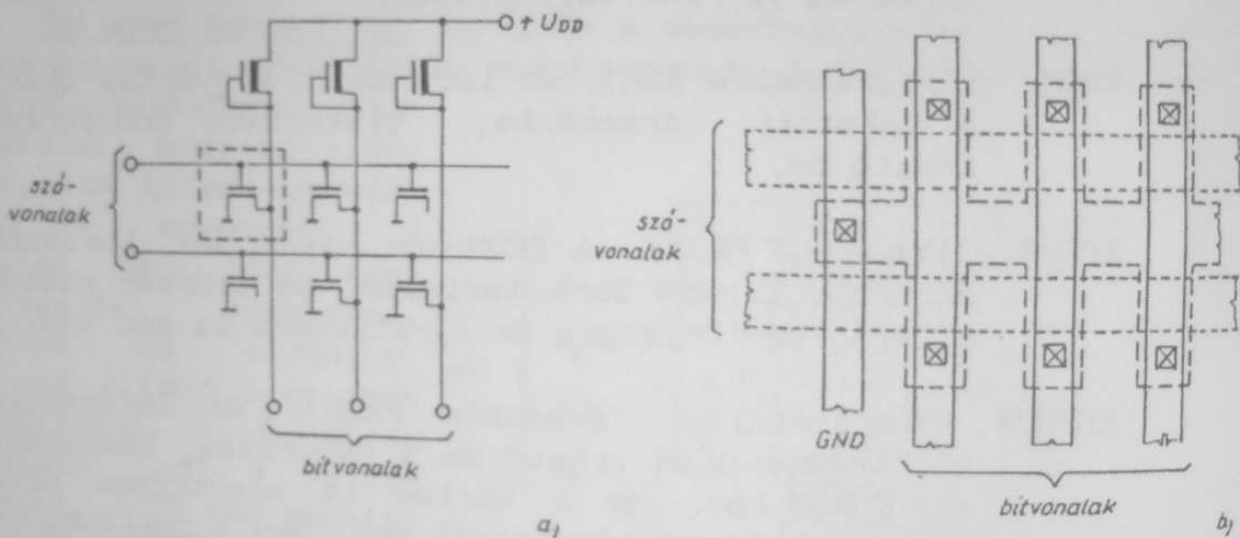 + UDD
szó-
vonalak
bitvonalak
a)
szó-
vonalak
GND
bitvonalak
b)